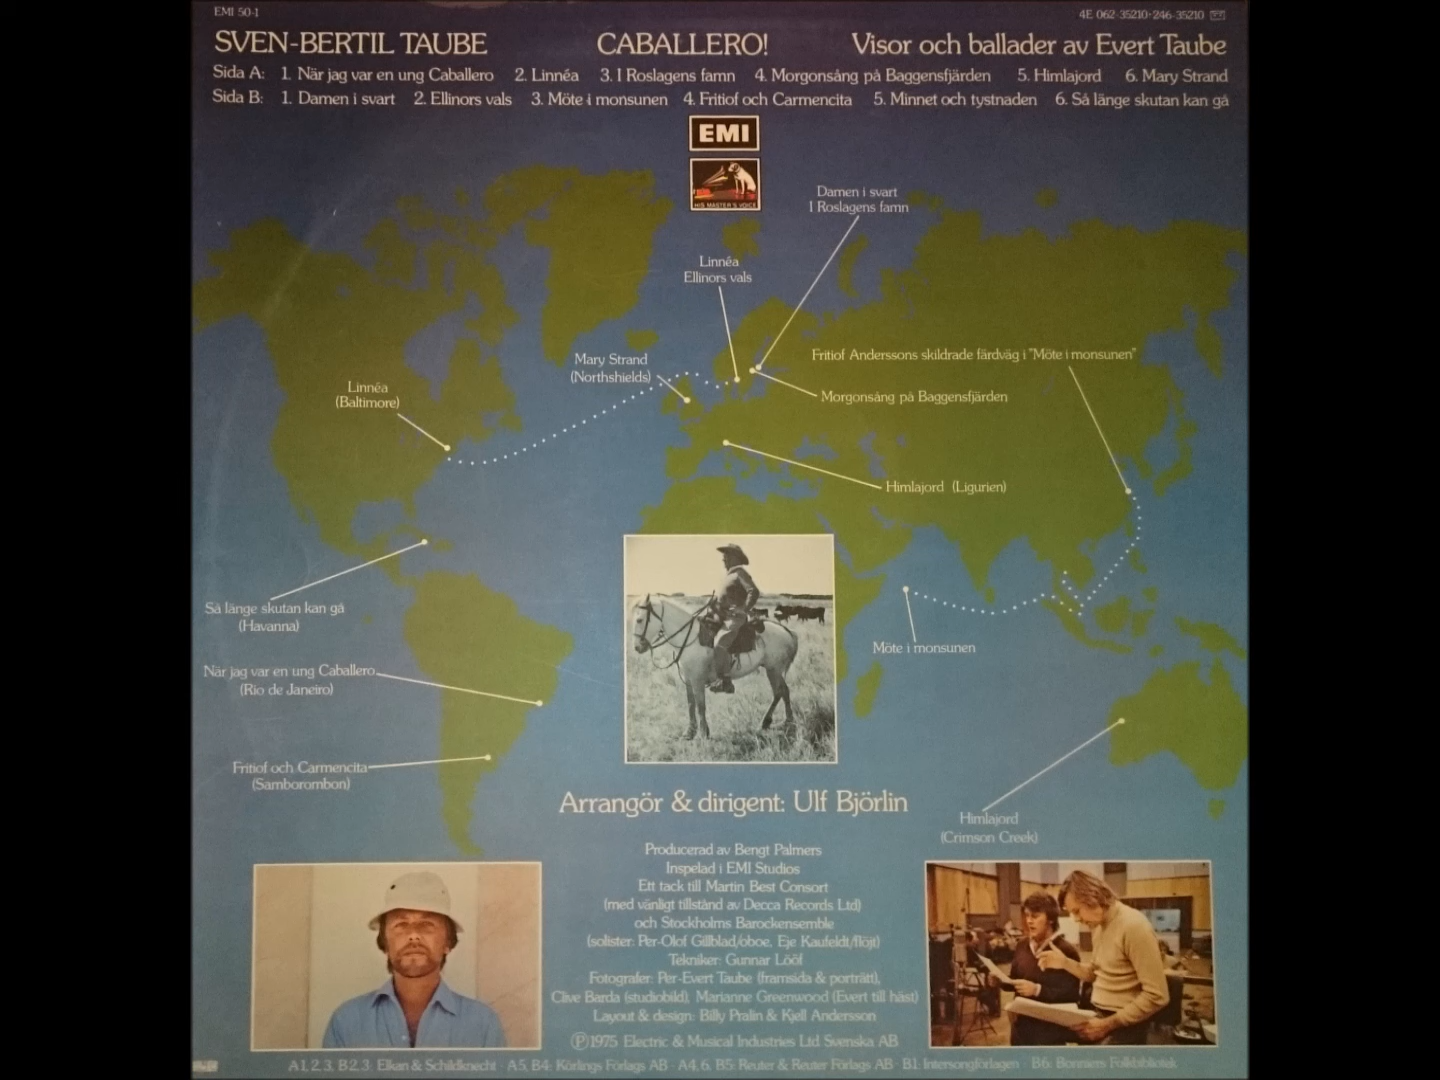 EMI 50-1
4E 062-35210·246-35210
SVEN-BERTIL TAUBE CABALLERO! Visor och ballader av Evert Taube
Sida A: 1. När jag var en ung Caballero 2. Linnéa 3. I Roslagens famn 4. Morgonsång på Baggensfjärden 5. Himlajord 6. Mary Strand
Sida B: 1. Damen i svart 2. Ellinors vals 3. Möte i monsunen 4. Fritiof och Carmencita 5. Minnet och tystnaden 6. Så länge skutan kan gå
EMI
HIS MASTER'S VOICE
Damen i svart
I Roslagens famn
Linnéa
Ellinors vals
Mary Strand
(Northshields)
Fritiof Anderssons skildrade färdväg i "Möte i monsunen"
Linnéa
(Baltimore)
Morgonsång på Baggensfjärden
Himlajord (Ligurien)
Så länge skutan kan gå
(Havanna)
Möte i monsunen
När jag var en ung Caballero
(Rio de Janeiro)
Fritiof och Carmencita
(Samborombon)
Himlajord
(Crimson Creek)
Arrangör & dirigent: Ulf Björlin
Producerad av Bengt Palmers
Inspelad i EMI Studios
Ett tack till Martin Best Consort
(med vänligt tillstånd av Decca Records Ltd)
och Stockholms Barockensemble
(solister: Per-Olof Gillblad/oboe, Eje Kaufeldt/flöjt)
Tekniker: Gunnar Lööf
Fotografer: Per-Evert Taube (framsida & porträtt),
Clive Barda (studiobild), Marianne Greenwood (Evert till häst)
Layout & design: Billy Pralin & Kjell Andersson
Ⓟ1975 Electric & Musical Industries Ltd Svenska AB
A1,2,3, B2,3: Elkan & Schildknecht · A5, B4: Körlings Förlags AB · A4,6, B5: Reuter & Reuter Förlags AB · B1: Intersongförlagen · B6: Bonniers Folkbibliotek